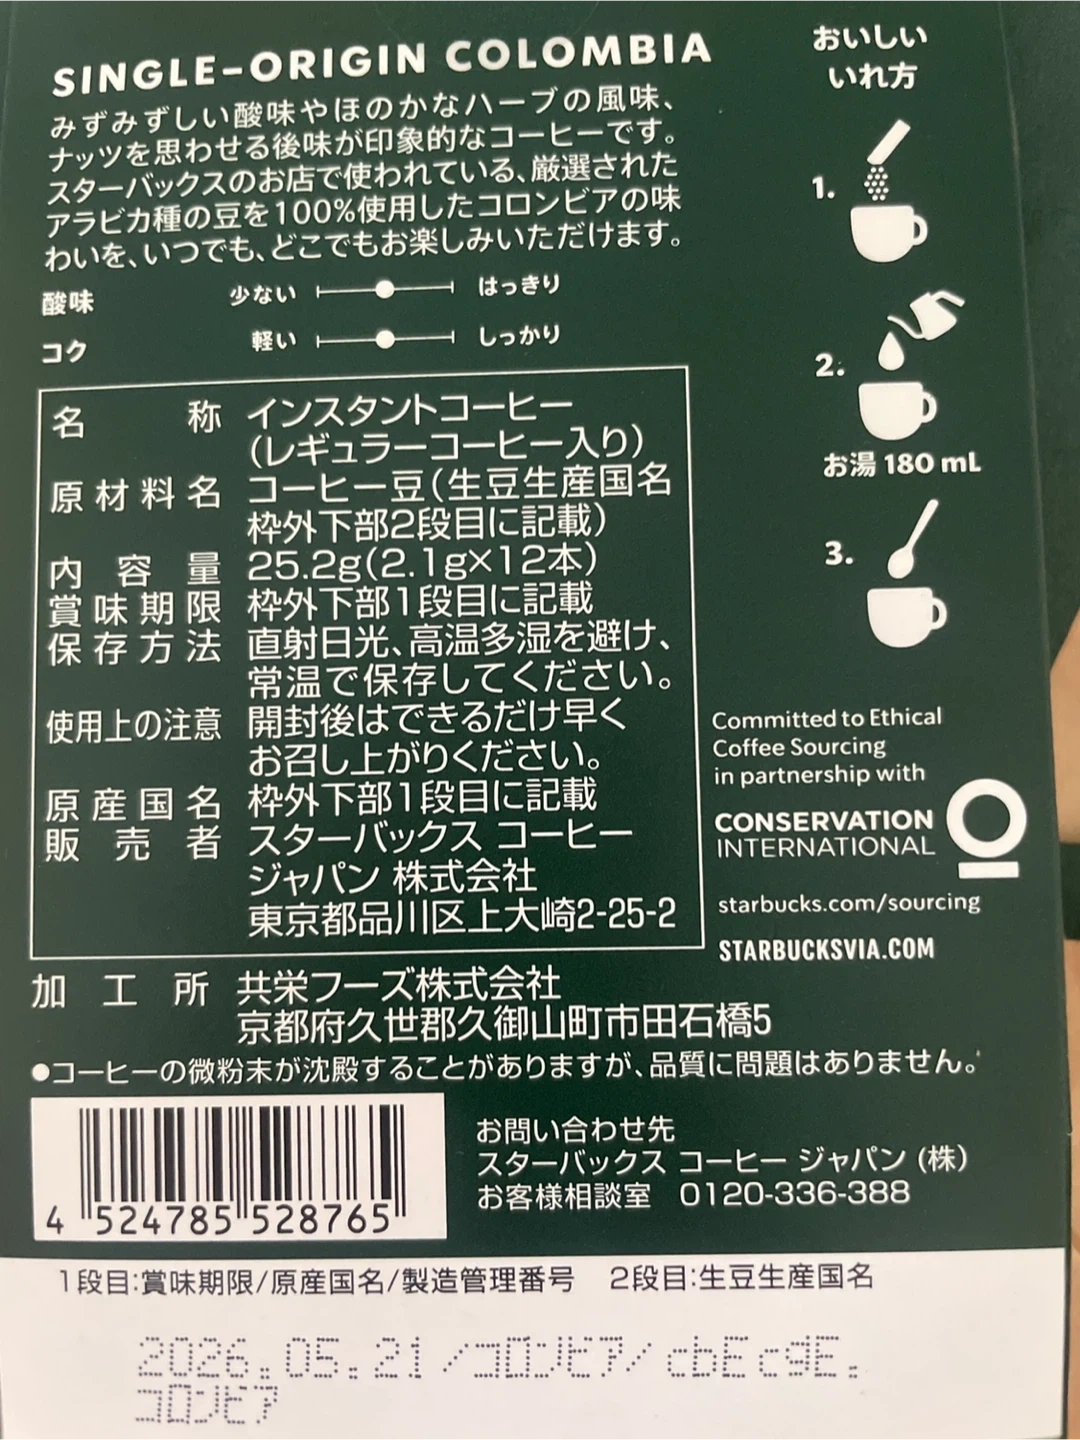 SINGLE-ORIGIN COLOMBIA
みずみずしい酸味やほのかなハーブの風味、
ナッツを思わせる後味が印象的なコーヒーです。
スターバックスのお店で使われている、厳選された
アラビカ種の豆を100%使用したコロンビアの味
わいを、いつでも、どこでもお楽しみいただけます。
酸味 少ない はっきり
コク 軽い しっかり
名称 インスタントコーヒー
(レギュラーコーヒー入り)
原材料名 コーヒー豆(生豆生産国名
枠外下部2段目に記載)
内容量 25.2g(2.1g×12本)
賞味期限 枠外下部1段目に記載
保存方法 直射日光、高温多湿を避け、
常温で保存してください。
使用上の注意 開封後はできるだけ早く
お召し上がりください。
原産国名 枠外下部1段目に記載
販売者 スターバックス コーヒー
ジャパン 株式会社
東京都品川区上大崎2-25-2
加工所 共栄フーズ株式会社
京都府久世郡久御山町市田石橋5
●コーヒーの微粉末が沈殿することがありますが、品質に問題はありません。
おいしい
いれ方
1.
2.
お湯 180 mL
3.
Committed to Ethical
Coffee Sourcing
in partnership with
CONSERVATION
INTERNATIONAL
starbucks.com/sourcing
STARBUCKSVIA.COM
4 524785 528765
お問い合わせ先
スターバックス コーヒー ジャパン (株)
お客様相談室 0120-336-388
1段目:賞味期限/原産国名/製造管理番号 2段目:生豆生産国名
2026.05.21/コロンビア/cbEcgE.
コロンビア